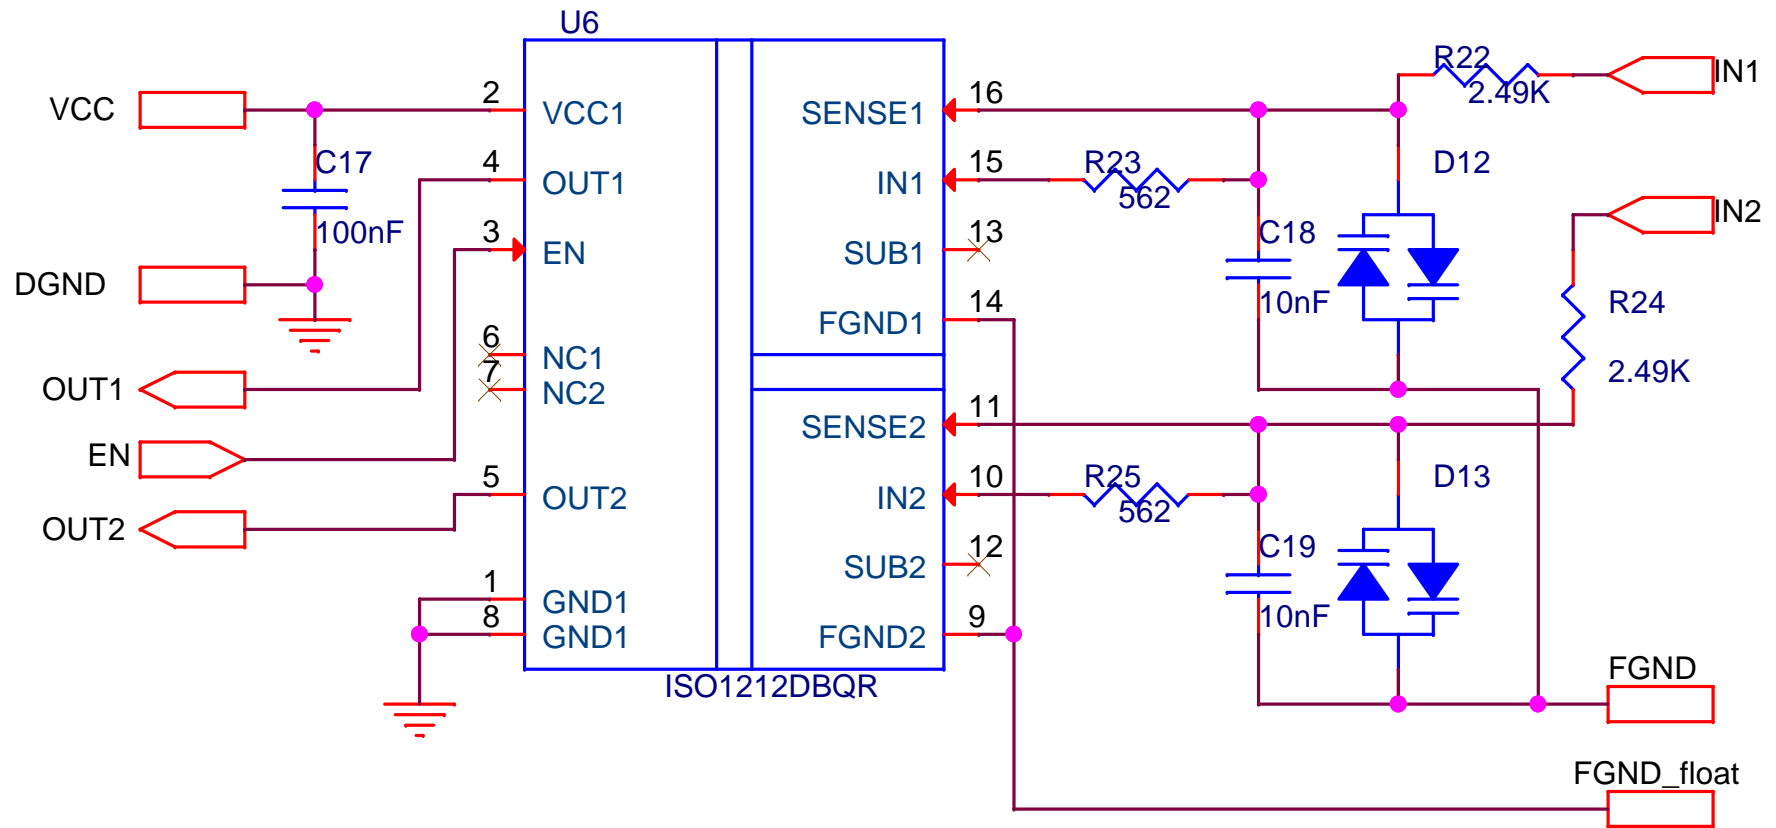 U6
VCC
2
VCC1
SENSE1
16
R22
2.49K
IN1
C17
100nF
4
OUT1
IN1
15
R23
562
D12
3
EN
SUB1
13
C18
10nF
IN2
DGND
14
FGND1
R24
2.49K
6
NC1
7
NC2
OUT1
EN
SENSE2
11
5
OUT2
IN2
10
R25
562
D13
OUT2
SUB2
12
C19
10nF
1
GND1
8
GND1
FGND2
9
ISO1212DBQR
FGND
FGND_float